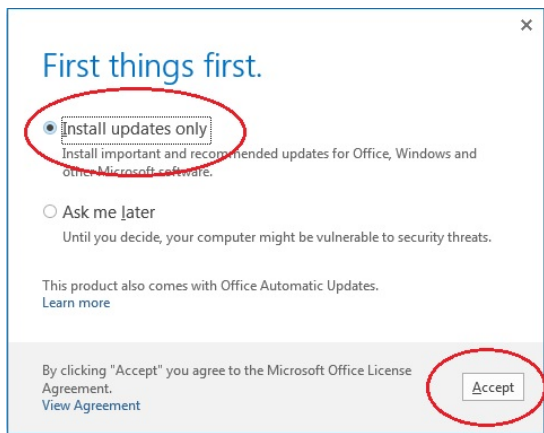 First things first.
Install updates only
Install important and recommended updates for Office, Windows and
other Microsoft software.
Ask me later
Until you decide, your computer might be vulnerable to security threats.
This product also comes with Office Automatic Updates.
Learn more
By clicking "Accept" you agree to the Microsoft Office License
Agreement.
View Agreement
Accept